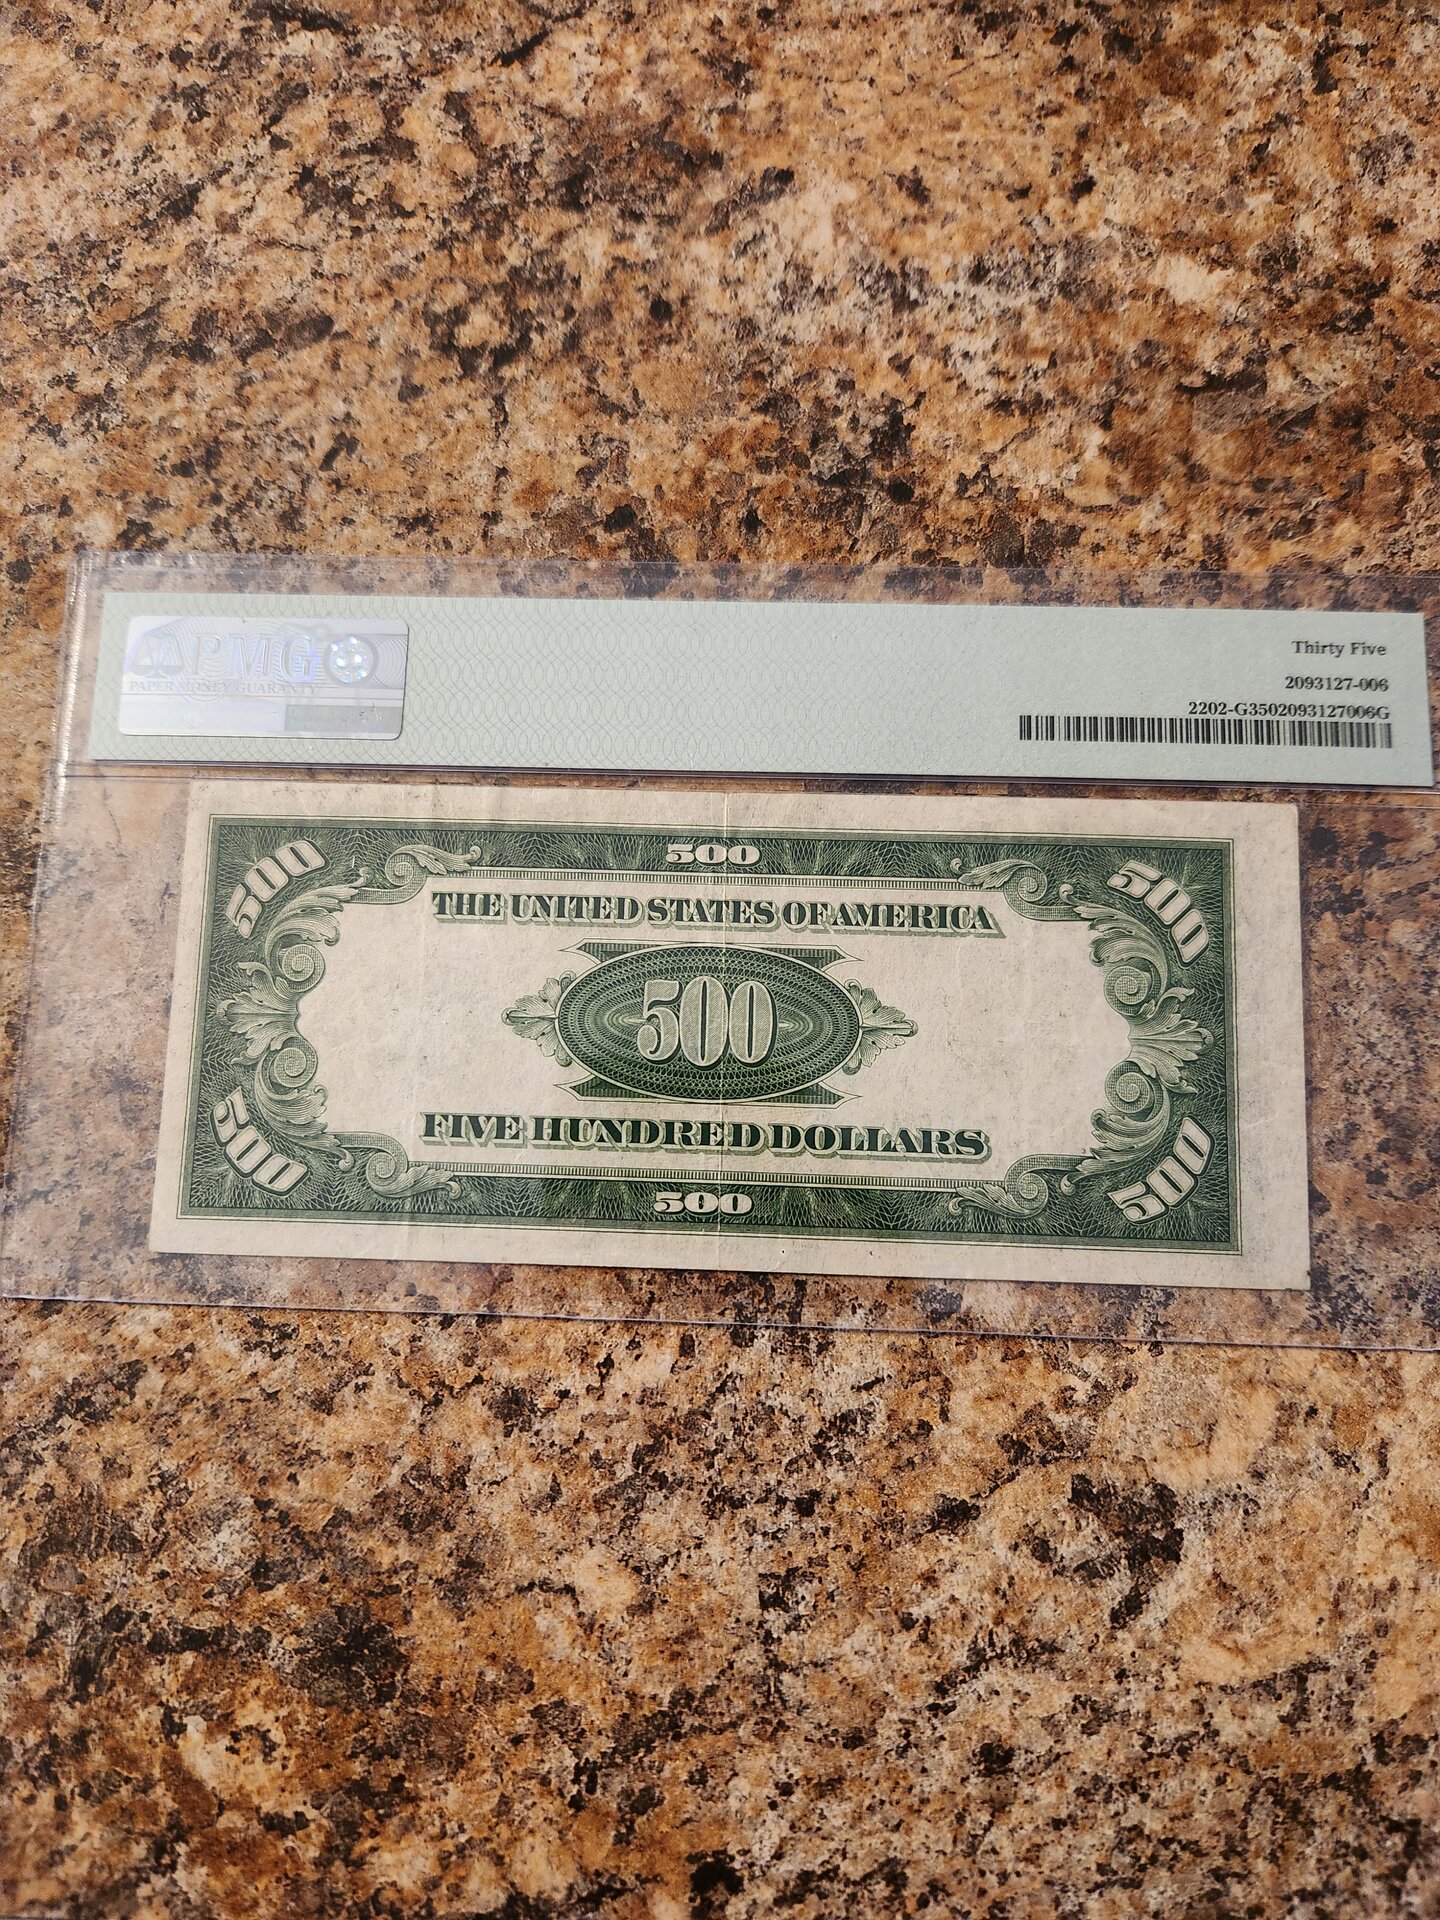 PMG
PAPER MONEY GUARANTY
Thirty Five
2093127-006
2202-G3502093127006G
500
500
500
THE UNITED STATES OF AMERICA
500
FIVE HUNDRED DOLLARS
500
500
500